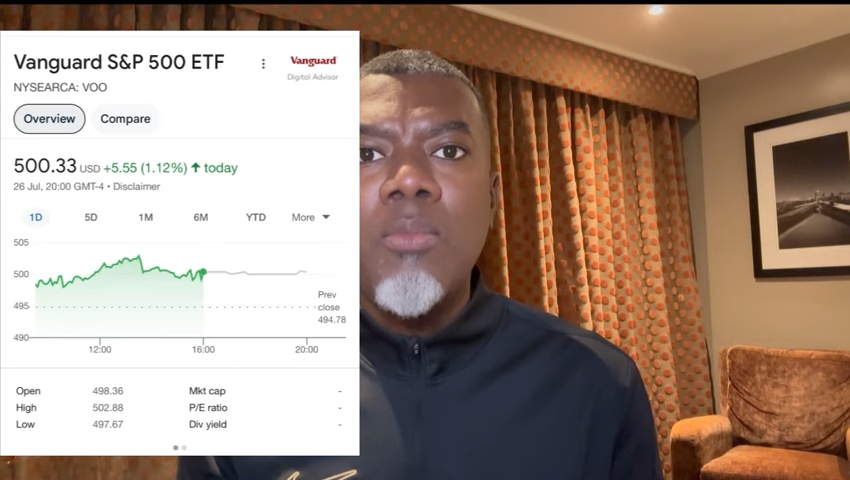 Vanguard S&P 500 ETF
Vanguard
Digital Advisor
NYSEARCA: VOO
Overview Compare
500.33 USD +5.55 (1.12%) ↑ today
26 Jul, 20:00 GMT-4 • Disclaimer
1D 5D 1M 6M YTD More
505
500
495
490
Prev
close
494.78
12:00 16:00 20:00
Open 498.36 Mkt cap -
High 502.88 P/E ratio -
Low 497.67 Div yield -